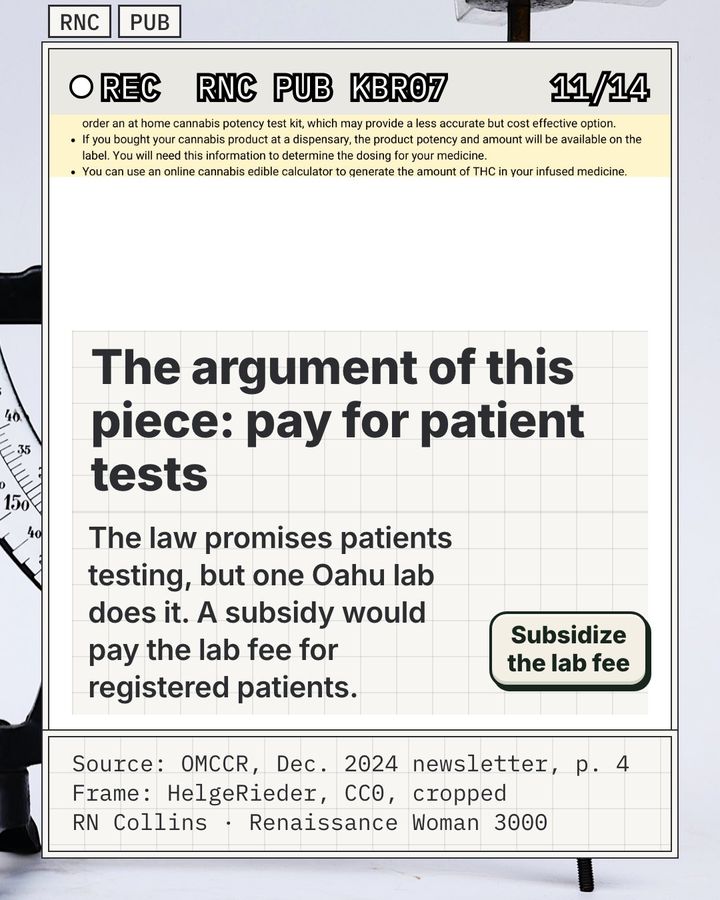 RNC PUB
REC RNC PUB KBR07 11/14
order an at home cannabis potency test kit, which may provide a less accurate but cost effective option.
• If you bought your cannabis product at a dispensary, the product potency and amount will be available on the
label. You will need this information to determine the dosing for your medicine.
• You can use an online cannabis edible calculator to generate the amount of THC in your infused medicine.
The argument of this
piece: pay for patient
tests
The law promises patients
testing, but one Oahu lab
does it. A subsidy would
pay the lab fee for
registered patients.
Subsidize
the lab fee
40
35
150
40
Source: OMCCR, Dec. 2024 newsletter, p. 4
Frame: HelgeRieder, CC0, cropped
RN Collins · Renaissance Woman 3000